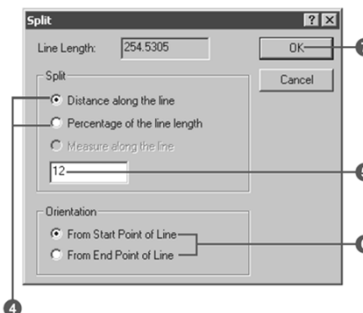 Split
Line Length: 254.5305
OK
Split
Cancel
Distance along the line
Percentage of the line length
Measure along the line
12
Orientation
From Start Point of Line
From End Point of Line
4